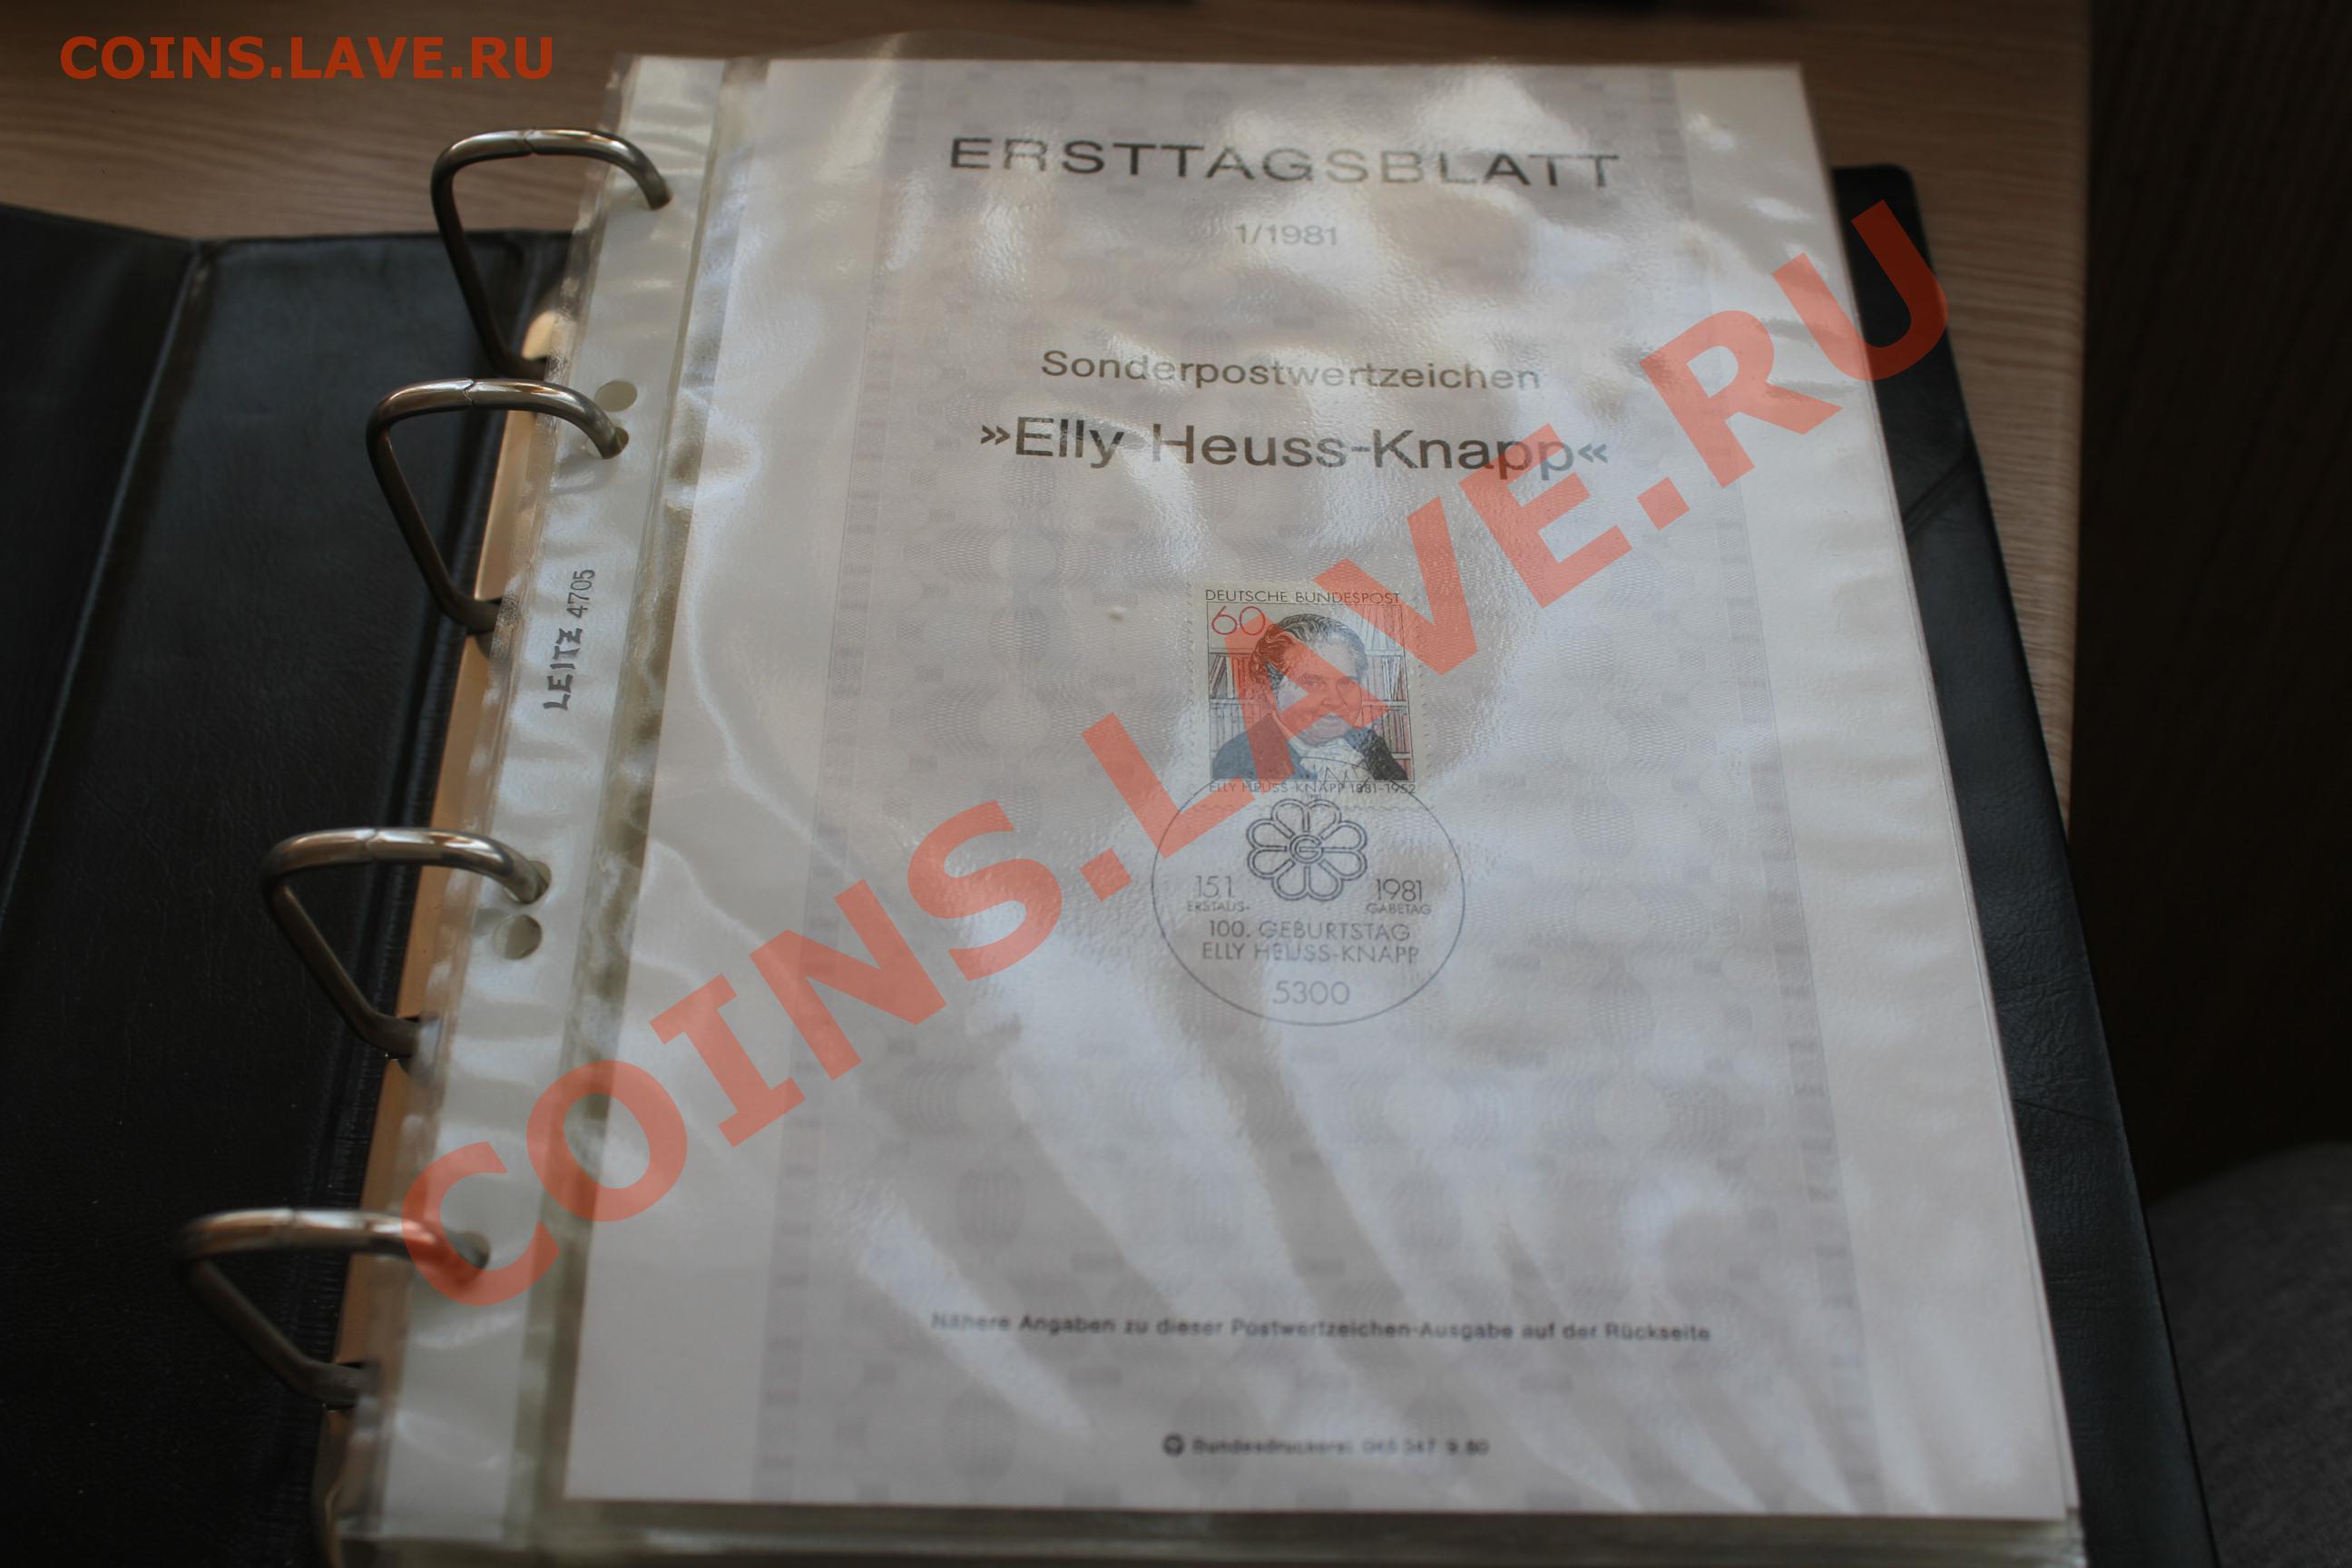 COINS.LAVE.RU
ERSTTAGSBLATT
1/1981
Sonderpostwertzeichen
»Elly Heuss-Knapp«
LEITZ 4705
DEUTSCHE BUNDESPOST
60
ELLY HEUSS-KNAPP 1881-1952
15.1. 1981
ERSTAUS- GABETAG
100. GEBURTSTAG
ELLY HEUSS-KNAPP
5300
COINS.LAVE.RU
Nähere Angaben zu dieser Postwertzeichen-Ausgabe auf der Rückseite
Bundesdruckerei